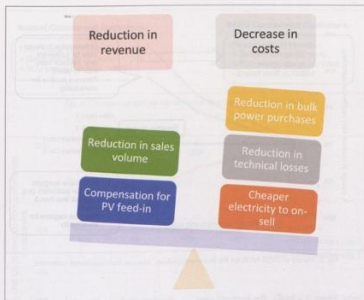 Reduction in
revenue
Decrease in
costs
Reduction in bulk
power purchases
Reduction in sales
volume
Reduction in
technical losses
Compensation for
PV feed-in
Cheaper
electricity to on-
sell